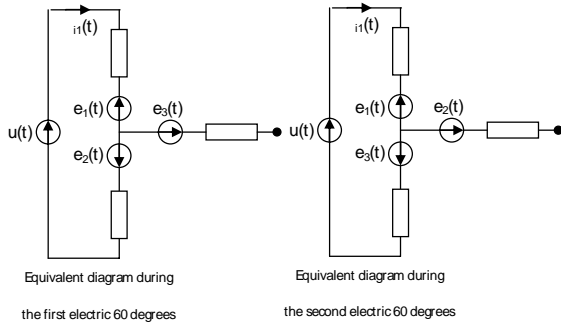 i1(t)
e1(t)
e3(t)
u(t)
e2(t)
Equivalent diagram during
the first electric 60 degrees
i1(t)
e1(t)
e2(t)
u(t)
e3(t)
Equivalent diagram during
the second electric 60 degrees